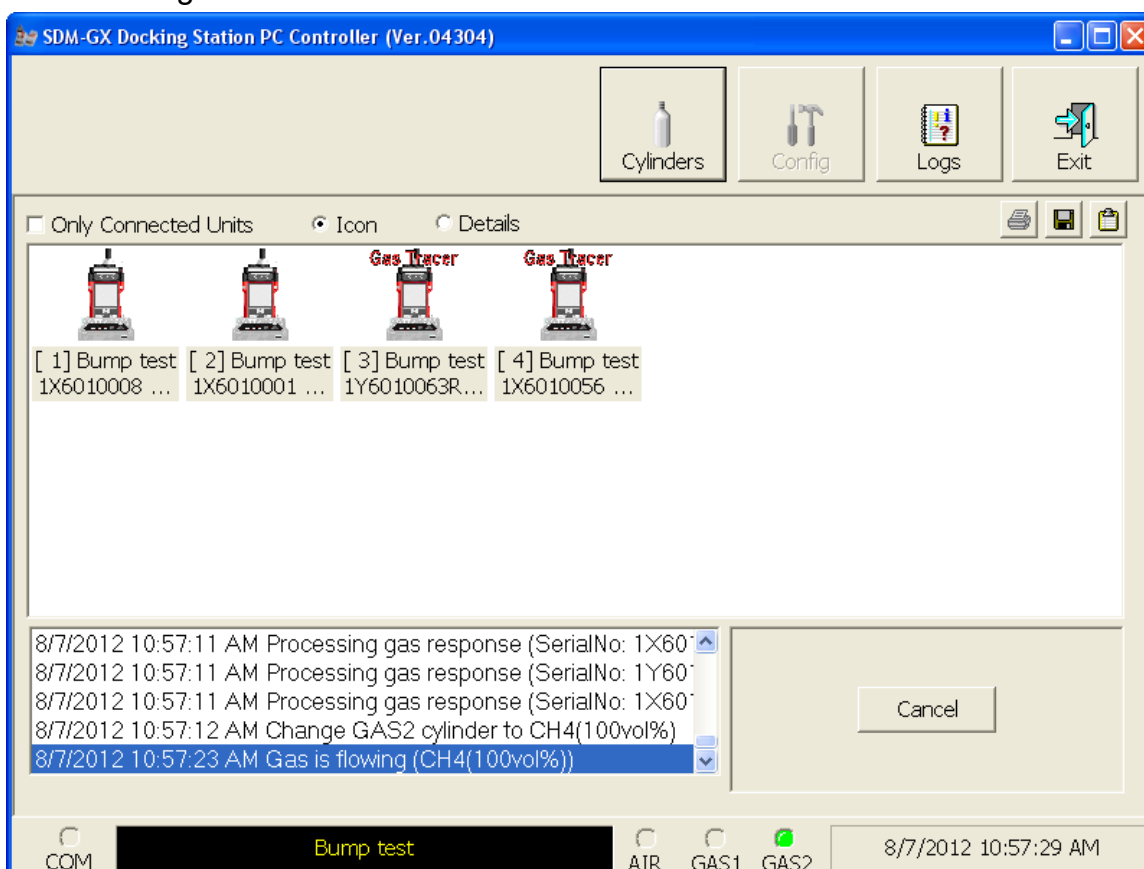 SDM-GX Docking Station PC Controller (Ver.04304)
Cylinders Config Logs Exit
Only Connected Units Icon Details
Gas Tracer Gas Tracer
[ 1] Bump test [ 2] Bump test [ 3] Bump test [ 4] Bump test
1X6010008 ... 1X6010001 ... 1Y6010063R... 1X6010056 ...
8/7/2012 10:57:11 AM Processing gas response (SerialNo: 1X60
8/7/2012 10:57:11 AM Processing gas response (SerialNo: 1Y60
8/7/2012 10:57:11 AM Processing gas response (SerialNo: 1X60
8/7/2012 10:57:12 AM Change GAS2 cylinder to CH4(100vol%)
8/7/2012 10:57:23 AM Gas is flowing (CH4(100vol%))
Cancel
COM Bump test AIR GAS1 GAS2 8/7/2012 10:57:29 AM